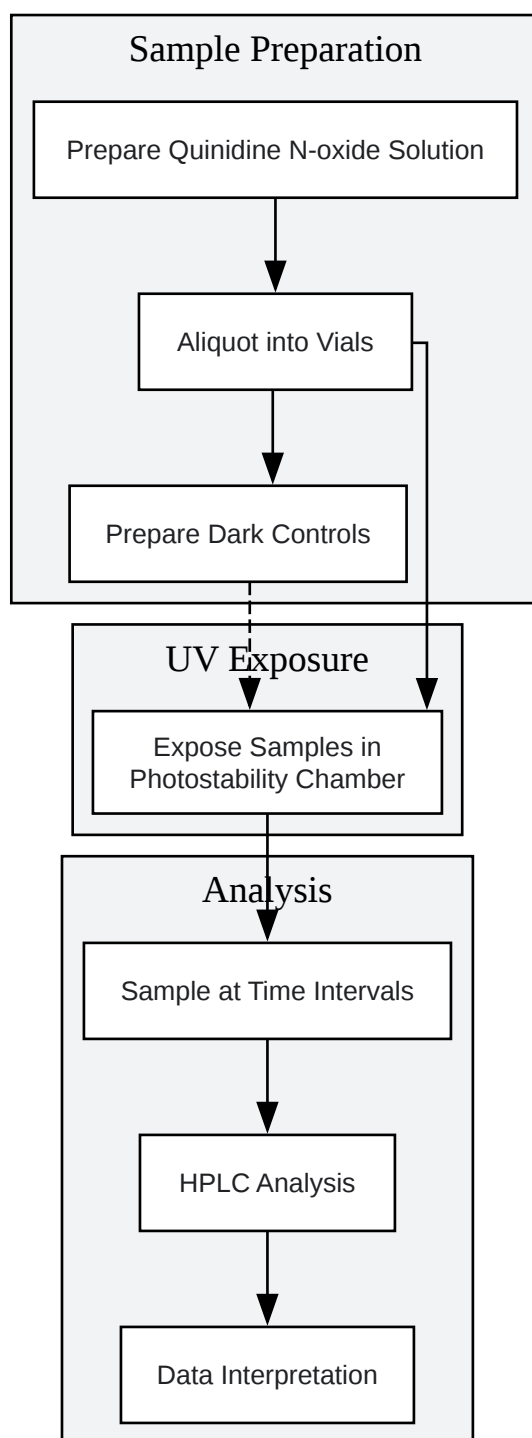 Sample Preparation
Prepare Quinidine N-oxide Solution
Aliquot into Vials
Prepare Dark Controls
UV Exposure
Expose Samples in
Photostability Chamber
Analysis
Sample at Time Intervals
HPLC Analysis
Data Interpretation